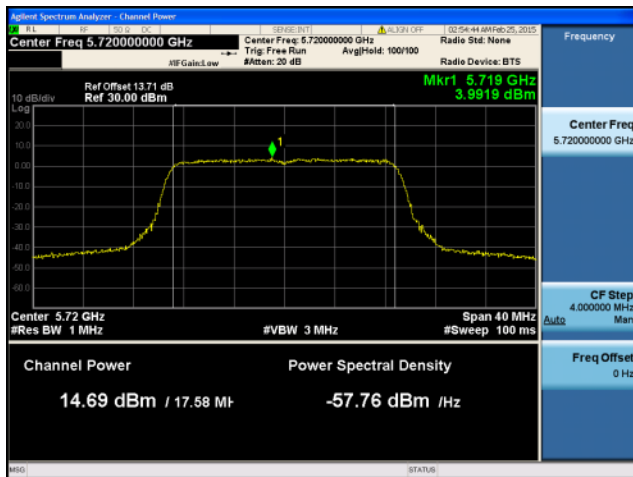 Agilent Spectrum Analyzer - Channel Power
RL RF 50 Ω DC SENSE:INT ALIGN OFF 02:54:44 AM Feb 25, 2015
Center Freq 5.720000000 GHz
Center Freq: 5.720000000 GHz
Radio Std: None
Trig: Free Run Avg|Hold: 100/100
#IFGain:Low
#Atten: 20 dB
Radio Device: BTS
Ref Offset 13.71 dB
Ref 30.00 dBm
Mkr1 5.719 GHz
3.9919 dBm
10 dB/div
Log
20.0
10.0
0.00
-10.0
-20.0
-30.0
-40.0
-50.0
-60.0
1
Center 5.72 GHz
Span 40 MHz
#Res BW 1 MHz
#VBW 3 MHz
#Sweep 100 ms
Channel Power
Power Spectral Density
14.69 dBm / 17.58 MH
-57.76 dBm /Hz
MSG
STATUS
Frequency
Center Freq
5.720000000 GHz
CF Step
4.000000 MHz
Auto Man
Freq Offset
0 Hz